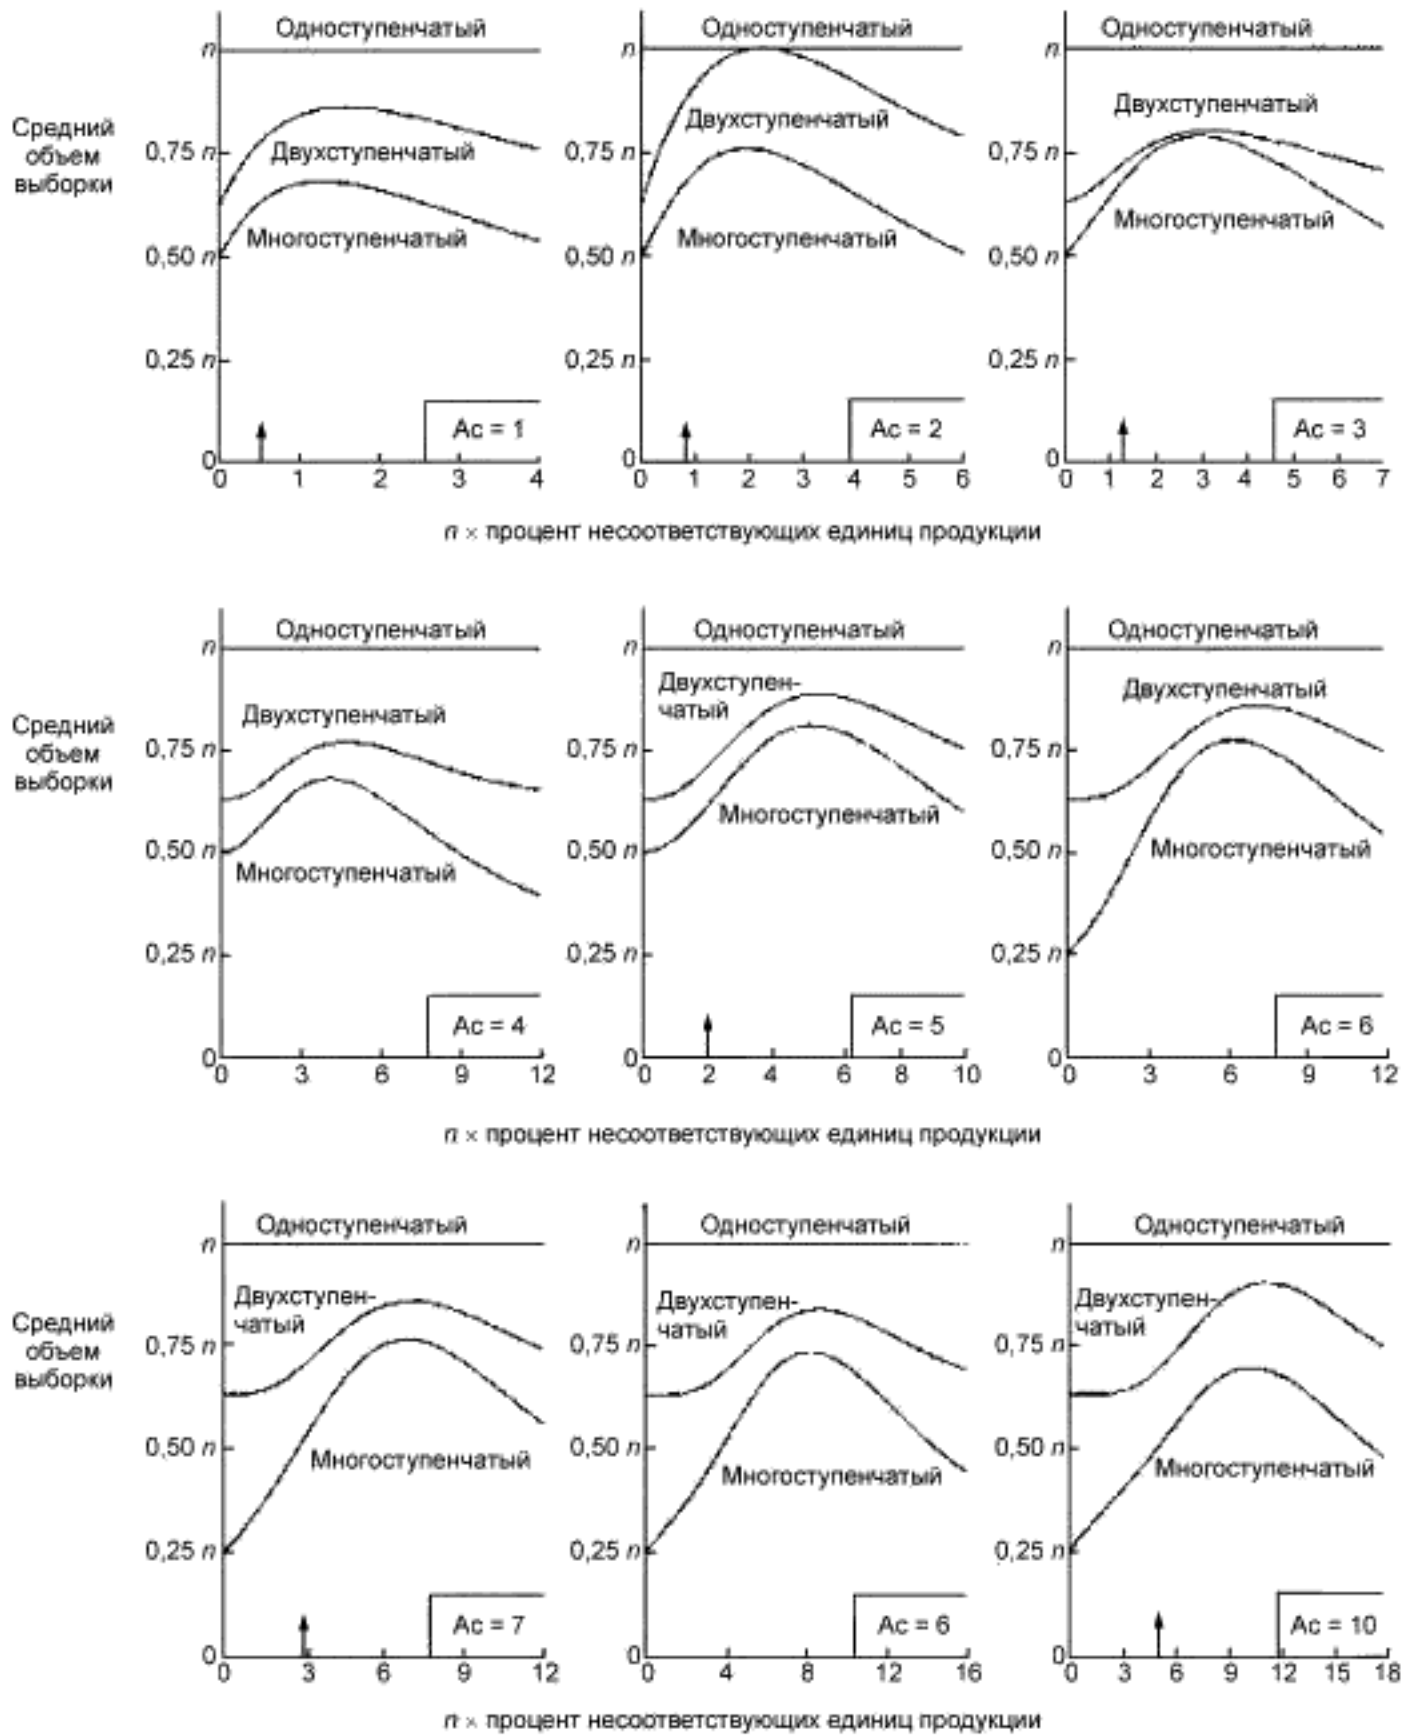 Одноступенчатый
Одноступенчатый
Одноступенчатый
n
n
n
Средний
объем
выборки
Двухступенчатый
Двухступенчатый
Двухступенчатый
0,75 n
0,75 n
0,75 n
Многоступенчатый
Многоступенчатый
Многоступенчатый
0,50 n
0,50 n
0,50 n
0,25 n
0,25 n
0,25 n
Ac = 1
Ac = 2
Ac = 3
0
0
0
0 1 2 3 4
0 1 2 3 4 5 6
0 1 2 3 4 5 6 7
n × процент несоответствующих единиц продукции
Одноступенчатый
Одноступенчатый
Одноступенчатый
n
n
n
Средний
объем
выборки
Двухступенчатый
Двухступен-
чатый
Двухступенчатый
0,75 n
0,75 n
0,75 n
Многоступенчатый
Многоступенчатый
Многоступенчатый
0,50 n
0,50 n
0,50 n
0,25 n
0,25 n
0,25 n
Ac = 4
Ac = 5
Ac = 6
0
0
0
0 3 6 9 12
0 2 4 6 8 10
0 3 6 9 12
n × процент несоответствующих единиц продукции
Одноступенчатый
Одноступенчатый
Одноступенчатый
n
n
n
Средний
объем
выборки
Двухступен-
чатый
Двухступен-
чатый
Двухступен-
чатый
0,75 n
0,75 n
0,75 n
Многоступенчатый
Многоступенчатый
Многоступенчатый
0,50 n
0,50 n
0,50 n
0,25 n
0,25 n
0,25 n
Ac = 7
Ac = 6
Ac = 10
0
0
0
0 3 6 9 12
0 4 8 12 16
0 3 6 9 12 15 18
n × процент несоответствующих единиц продукции